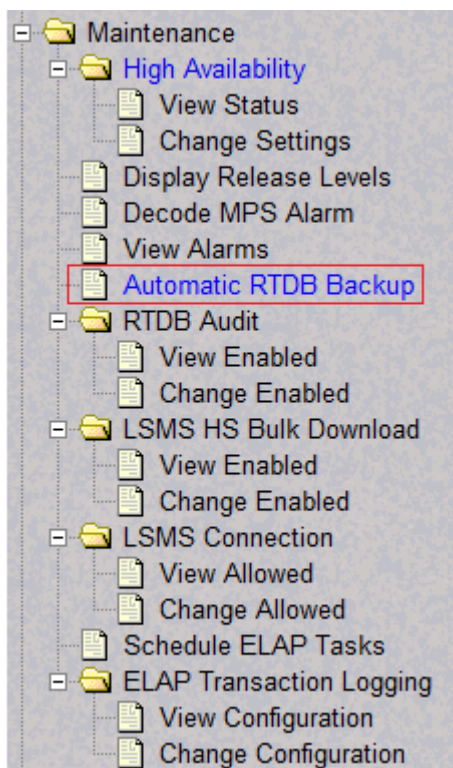 Maintenance
High Availability
View Status
Change Settings
Display Release Levels
Decode MPS Alarm
View Alarms
Automatic RTDB Backup
RTDB Audit
View Enabled
Change Enabled
LSMS HS Bulk Download
View Enabled
Change Enabled
LSMS Connection
View Allowed
Change Allowed
Schedule ELAP Tasks
ELAP Transaction Logging
View Configuration
Change Configuration